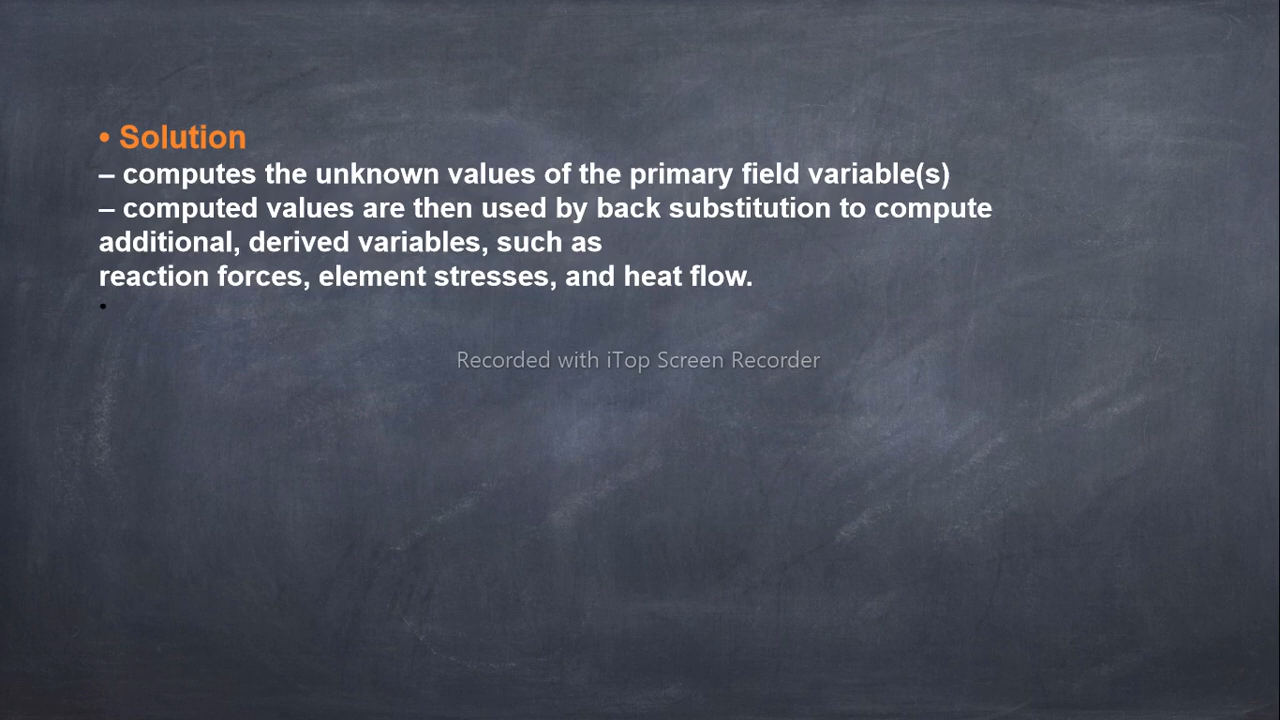 • Solution
– computes the unknown values of the primary field variable(s)
– computed values are then used by back substitution to compute
additional, derived variables, such as
reaction forces, element stresses, and heat flow.
•
Recorded with iTop Screen Recorder